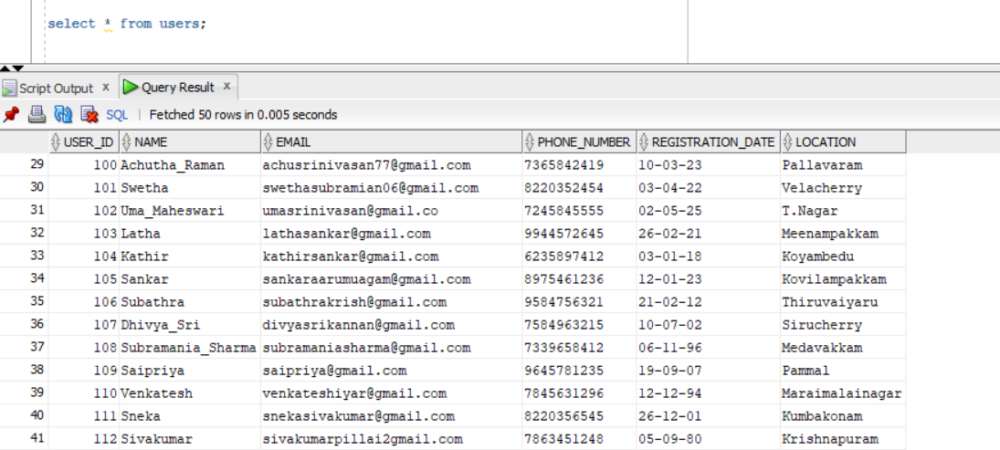 select * from users;
Script Output x Query Result x
SQL | Fetched 50 rows in 0.005 seconds
USER_ID NAME EMAIL PHONE_NUMBER REGISTRATION_DATE LOCATION
29 100 Achutha_Raman achusrinivasan77@gmail.com 7365842419 10-03-23 Pallavaram
30 101 Swetha swethasubramian06@gmail.com 8220352454 03-04-22 Velacherry
31 102 Uma_Maheswari umasrinivasan@gmail.co 7245845555 02-05-25 T.Nagar
32 103 Latha lathasankar@gmail.com 9944572645 26-02-21 Meenampakkam
33 104 Kathir kathirsankar@gmail.com 6235897412 03-01-18 Koyambedu
34 105 Sankar sankaraarumuagam@gmail.com 8975461236 12-01-23 Kovilampakkam
35 106 Subathra subathrakrish@gmail.com 9584756321 21-02-12 Thiruvaiyaru
36 107 Dhivya_Sri divyasrikannan@gmail.com 7584963215 10-07-02 Sirucherry
37 108 Subramania_Sharma subramaniasharma@gmail.com 7339658412 06-11-96 Medavakkam
38 109 Saipriya saipriya@gmail.com 9645781235 19-09-07 Pammal
39 110 Venkatesh venkateshiyar@gmail.com 7845631296 12-12-94 Maraimalainagar
40 111 Sneka snekasivakumar@gmail.com 8220356545 26-12-01 Kumbakonam
41 112 Sivakumar sivakumarpillai2gmail.com 7863451248 05-09-80 Krishnapuram